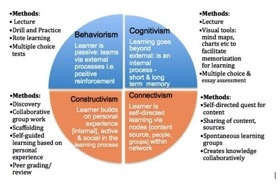 •Methods:
• Lecture
• Drill and Practice
• Rote learning
• Multiple choice
tests
Behaviorism
Learner is
passive: learns
via external
processes i.e.
positive
reinforcement
Cognitivism
Learning goes
beyond
external: is an
internal
process -
short & long
term memory
•Methods:
• Lecture
• Visual tools:
mind maps,
charts etc to
facilitate
memorization
for learning
• Multiple choice &
essay assessment
•Methods:
• Discovery
• Collaborative
group work
• Scaffolding
• Self-guided
learning based on
personal
experience
• Peer grading/
review
Constructivism
Learner builds
on personal
experience
[internal], active
& social in the
learning
process
Connectivism
Learner is
self-directed
learning via
nodes [content
source, people,
groups] within
network
•Methods:
• Self-directed quest for
content
• Sharing of content,
sources
• Spontaneous learning
groups
• Creates knowledge
collaboratively